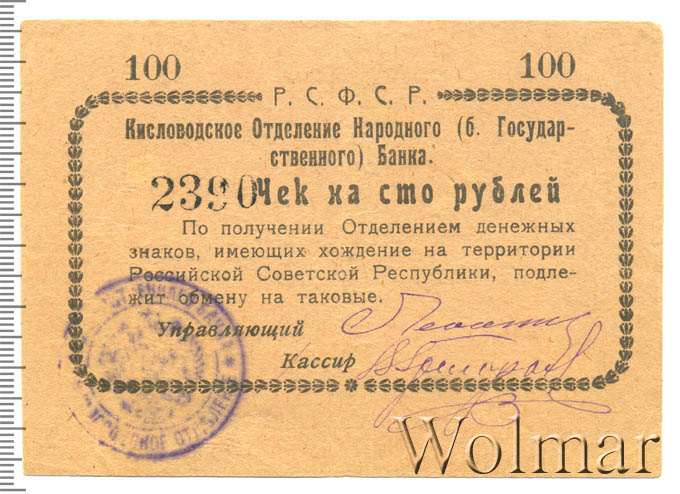 100 100
Р. С. Ф. С. Р.
Кисловодское Отделение Народного (б. Государ-
ственного) Банка.
2390 Чек на сто рублей
По получении Отделением денежных
знаков, имеющих хождение на территории
Российской Советской Республики, подле-
жит обмену на таковые.
Управляющий
Кассир
Wolmar